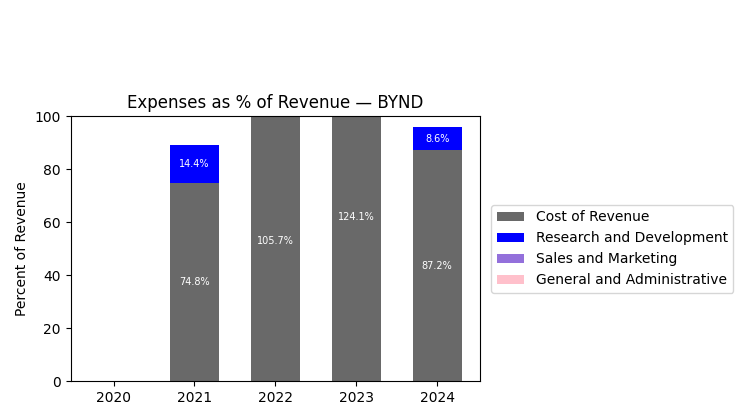 Expenses as % of Revenue — BYND
Percent of Revenue
100
80
60
40
20
0
14.4%
74.8%
105.7%
124.1%
8.6%
87.2%
2020 2021 2022 2023 2024
Cost of Revenue
Research and Development
Sales and Marketing
General and Administrative